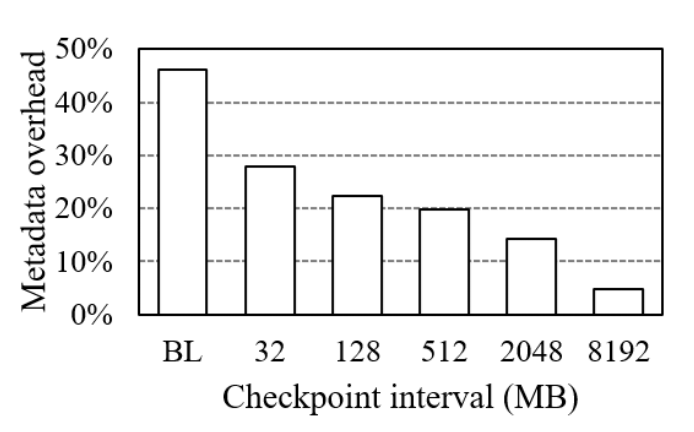 Metadata overhead
50%
40%
30%
20%
10%
0%
BL 32 128 512 2048 8192
Checkpoint interval (MB)